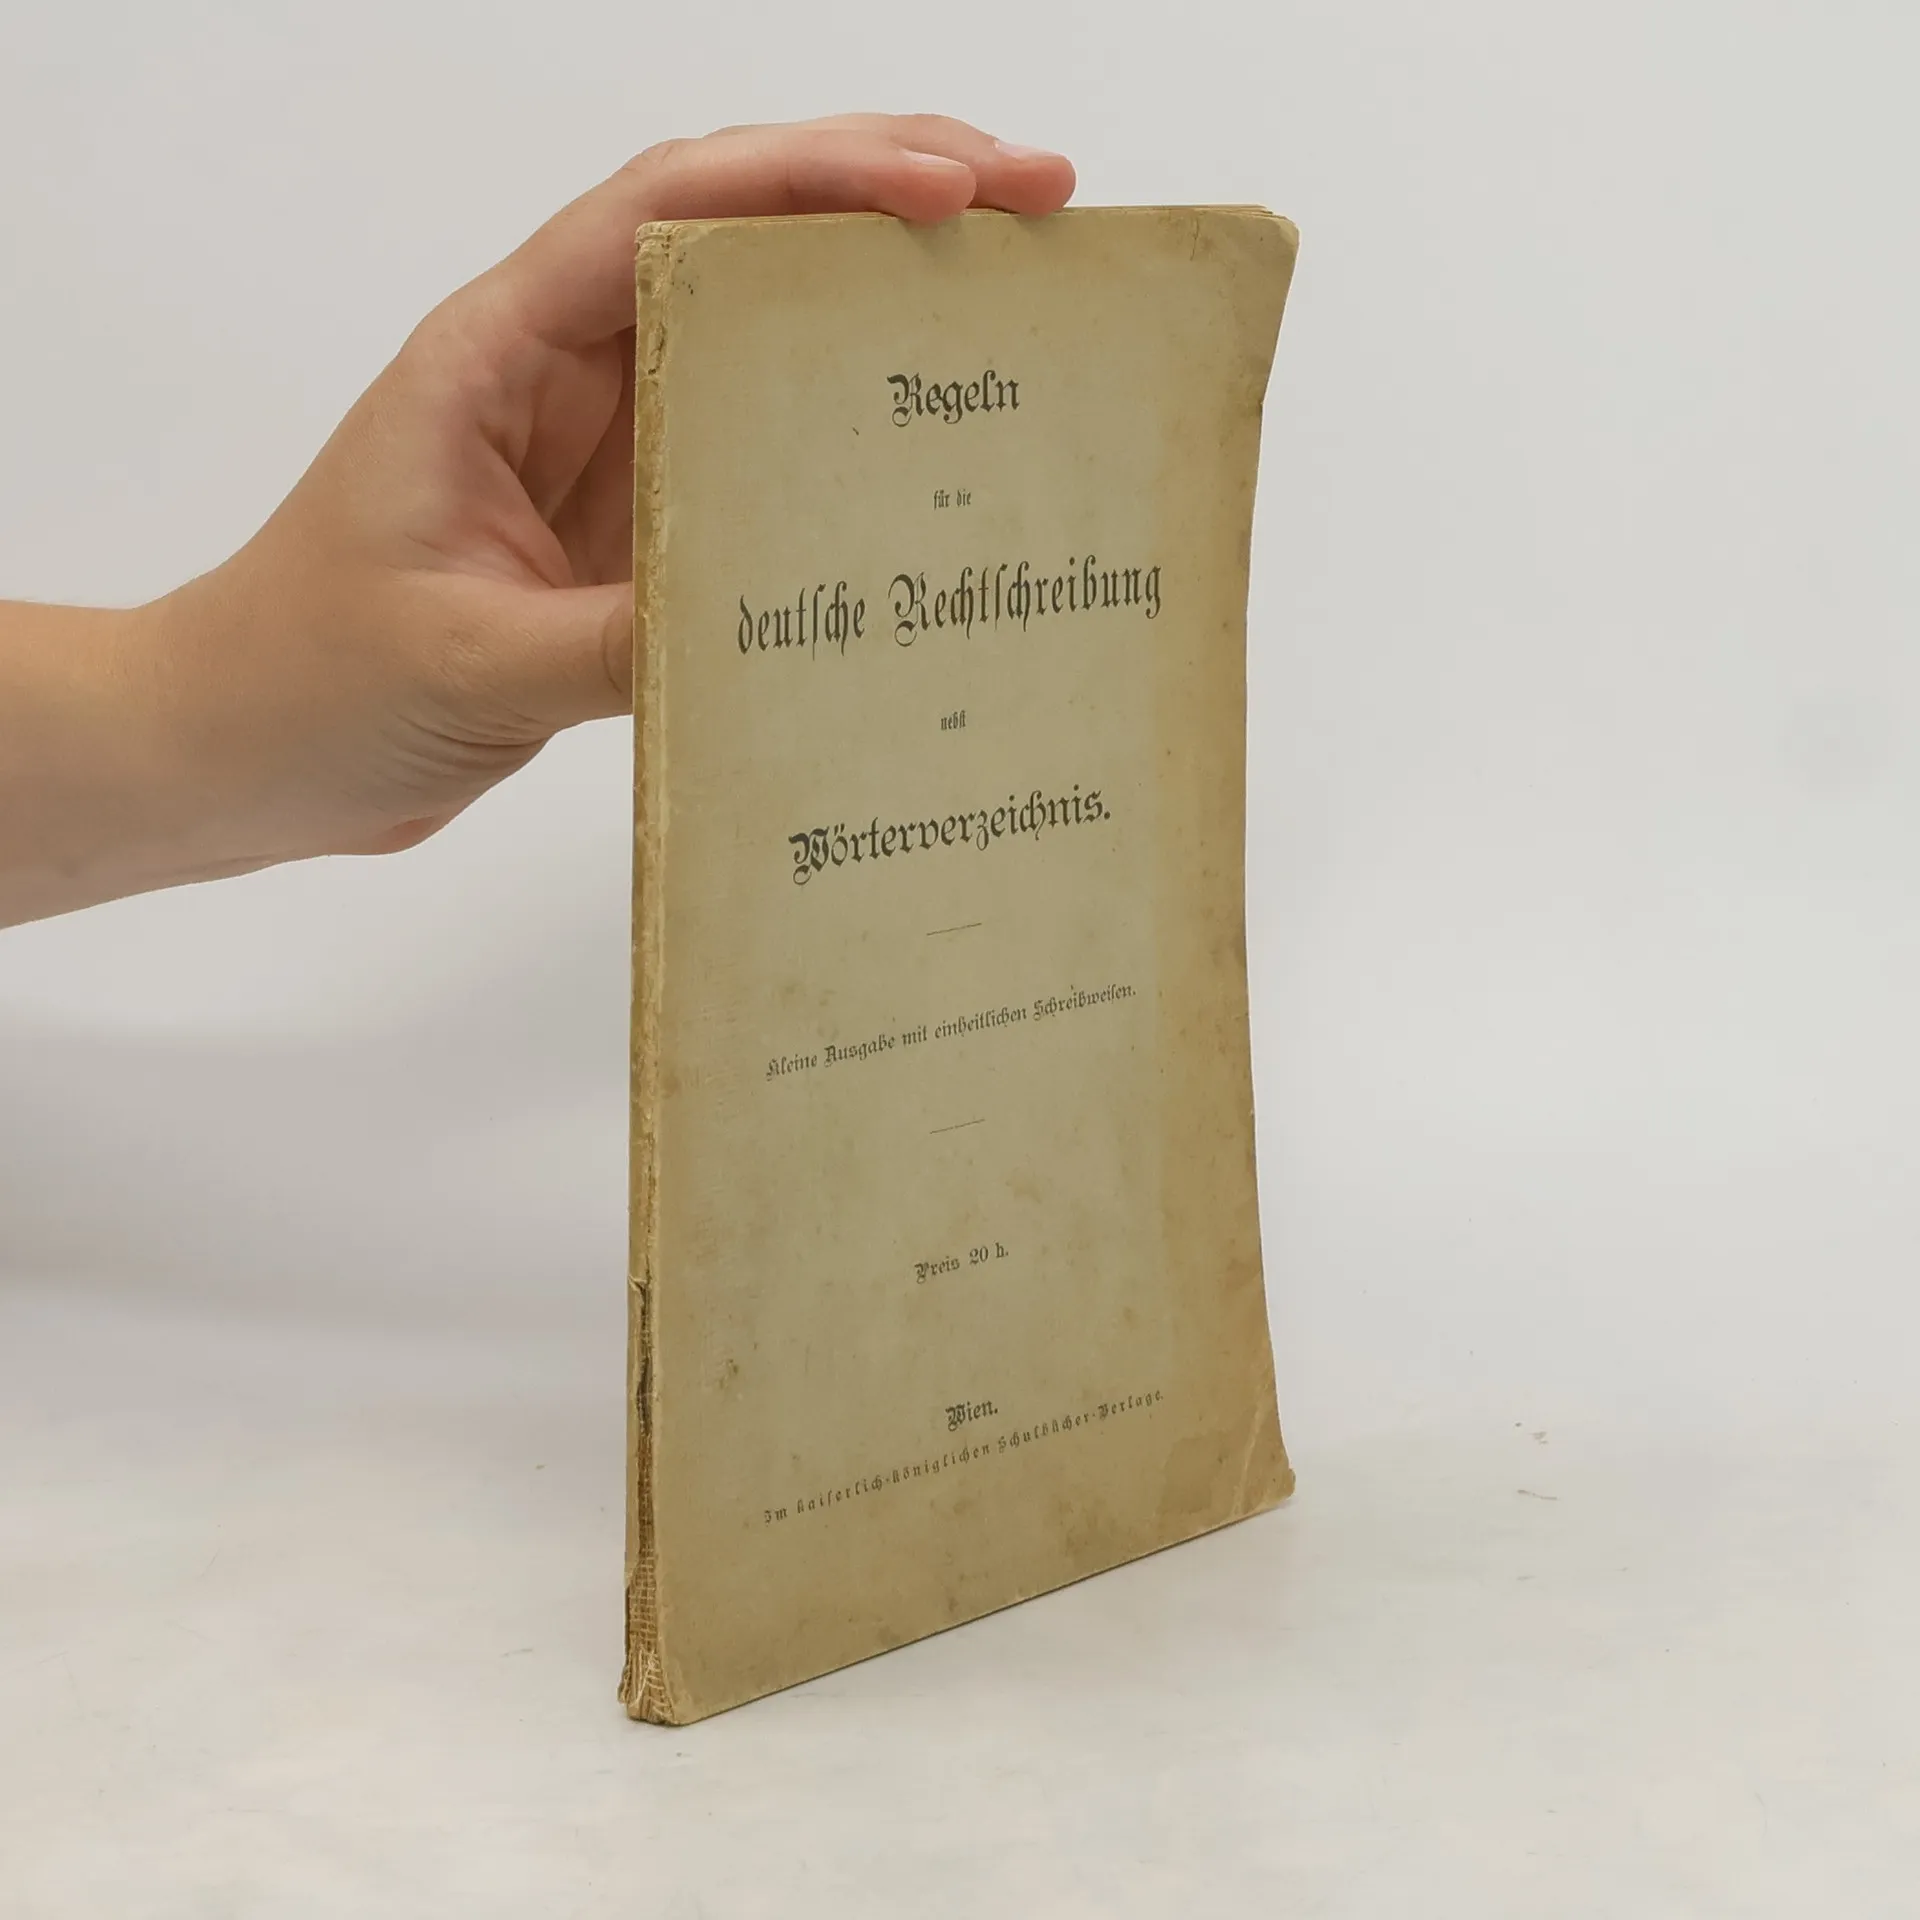 Regeln
für die
deutſche Rechtſchreibung
nebſt
Wörterverzeichnis.
Kleine Ausgabe mit einheitlichen Schreibweiſen.
Preis 20 h.
Wien.
Im kaiſerlich-königlichen Schulbücher-Verlage.